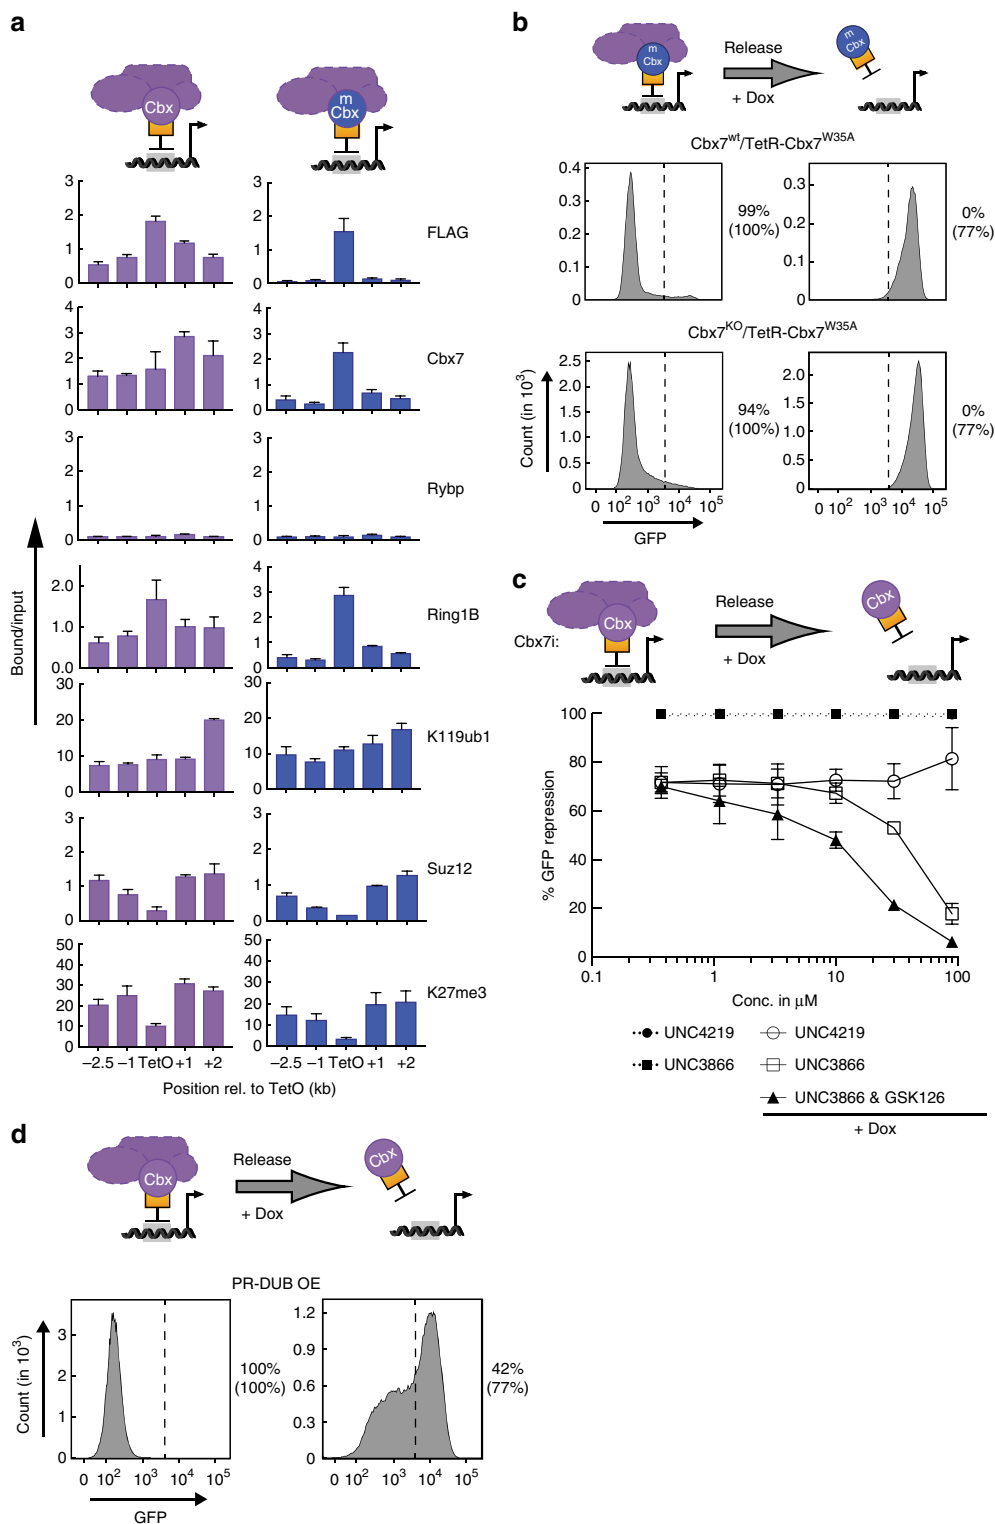 a
Cbx
m
Cbx
3
2
1
0
3
2
1
0
FLAG
4
3
2
1
0
4
3
2
1
0
Cbx7
3
2
1
0
3
2
1
0
Rybp
2.0
1.0
0.0
4
3
2
1
0
Ring1B
30
20
10
0
30
20
10
0
K119ub1
3
2
1
0
3
2
1
0
Suz12
50
40
30
20
10
0
50
40
30
20
10
0
K27me3
Bound/input
–2.5 –1 TetO +1 +2
–2.5 –1 TetO +1 +2
Position rel. to TetO (kb)
b
m
Cbx
Release
+ Dox
m
Cbx
Cbx7wt/TetR-Cbx7W35A
0.4
0.3
0.2
0.1
0
99%
(100%)
0.3
0.2
0.1
0
0%
(77%)
Cbx7KO/TetR-Cbx7W35A
Count (in 10³)
2.5
2.0
1.5
1.0
0.5
0
94%
(100%)
2.0
1.5
1.0
0.5
0
0%
(77%)
0 10² 10³ 10⁴ 10⁵
0 10² 10³ 10⁴ 10⁵
GFP
c
Cbx7i:
Cbx
Release
+ Dox
Cbx
% GFP repression
100
80
60
40
20
0
0.1 1 10 100
Conc. in μM
UNC4219 UNC4219
UNC3866 UNC3866
UNC3866 & GSK126
+ Dox
d
Cbx
Release
+ Dox
Cbx
PR-DUB OE
Count (in 10³)
3
2
1
0
100%
(100%)
1.2
0.9
0.6
0.3
0
42%
(77%)
0 10² 10³ 10⁴ 10⁵
0 10² 10³ 10⁴ 10⁵
GFP